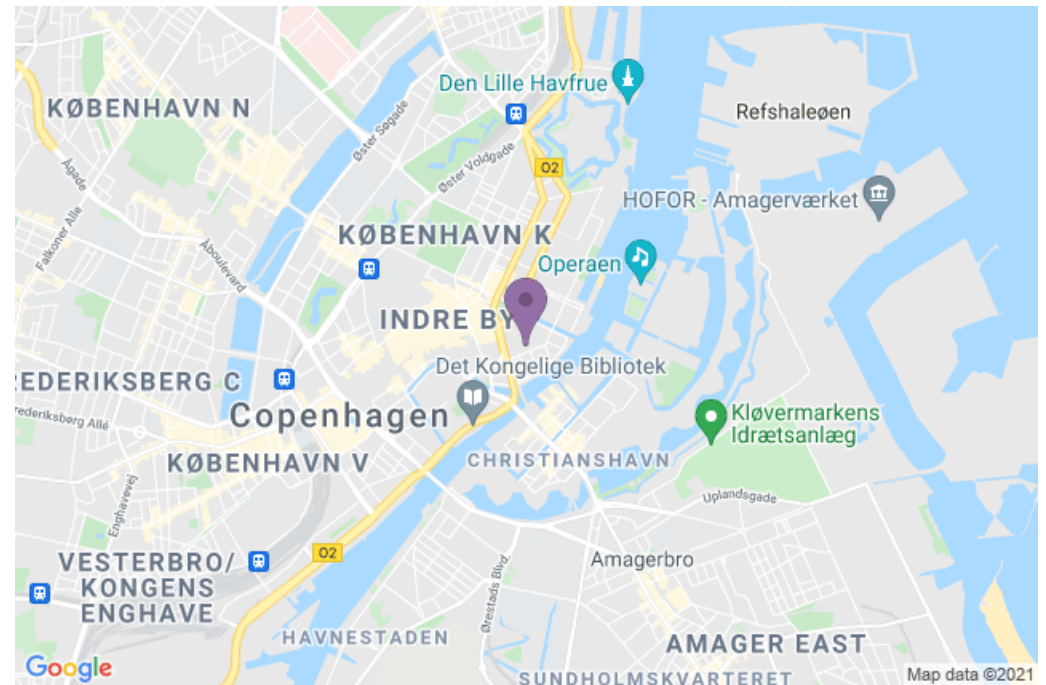 Den Lille Havfrue
KØBENHAVN N
Refshaleøen
Øster Søgade
Øster Voldgade
Ågade
O2
HOFOR - Amagerværket
Falkoner Alle
Åboulevard
KØBENHAVN K
Operaen
INDRE BY
Det Kongelige Bibliotek
REDERIKSBERG C
rederiksberg Allé
Copenhagen
Kløvermarkens
Idrætsanlæg
KØBENHAVN V
CHRISTIANSHAVN
Enghavevej
Uplandsgade
O2
VESTERBRO/
KONGENS
ENGHAVE
Amagerbro
Ørestads Blvd.
HAVNESTADEN
AMAGER EAST
SUNDHOLMSKVARTERET
Google
Map data ©2021